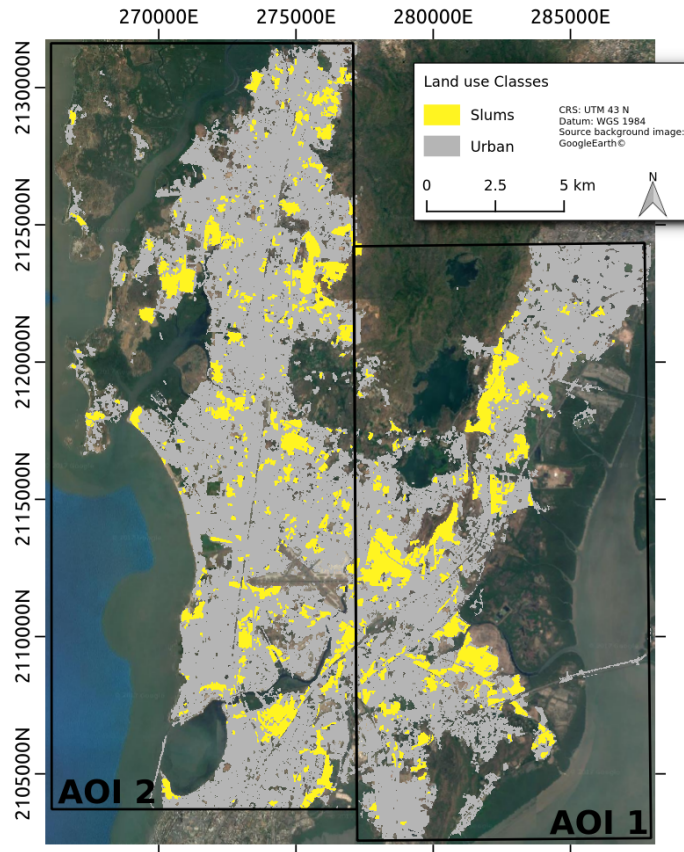 270000E 275000E 280000E 285000E
2130000N
2125000N
2120000N
2115000N
2110000N
2105000N
Land use Classes
Slums
Urban
CRS: UTM 43 N
Datum: WGS 1984
Source background image:
GoogleEarth©
0 2.5 5 km
N
AOI 2
AOI 1